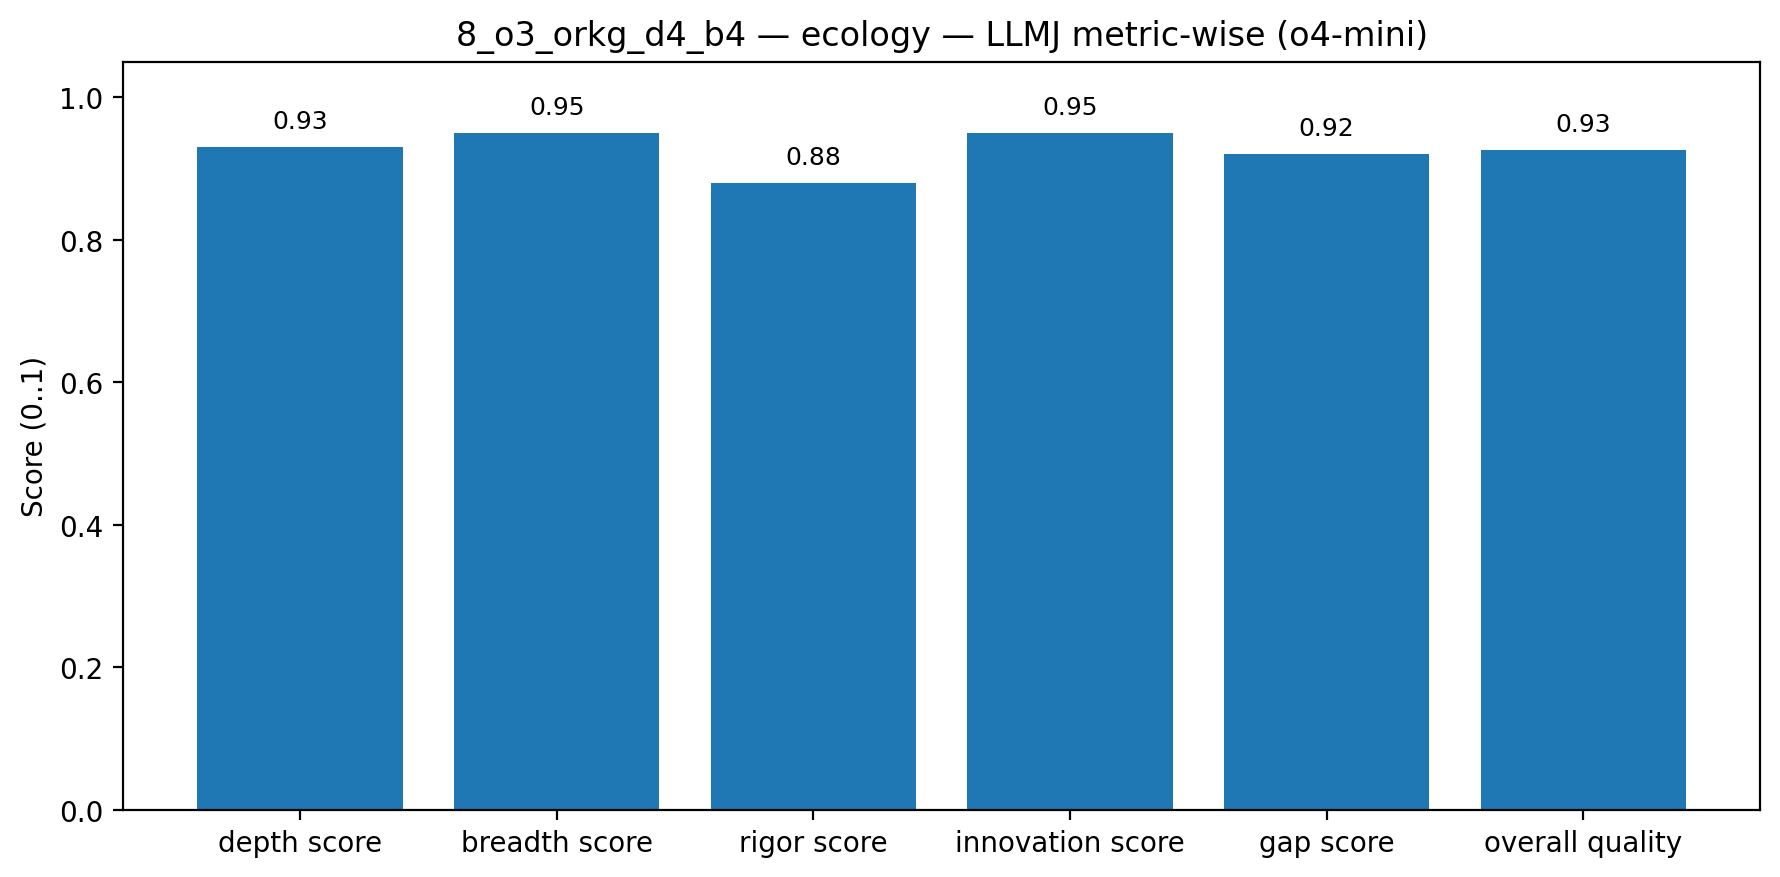 8_o3_orkg_d4_b4 — ecology — LLMJ metric-wise (o4-mini)
Score (0..1)
1.0
0.8
0.6
0.4
0.2
0.0
0.93
0.95
0.88
0.95
0.92
0.93
depth score
breadth score
rigor score
innovation score
gap score
overall quality